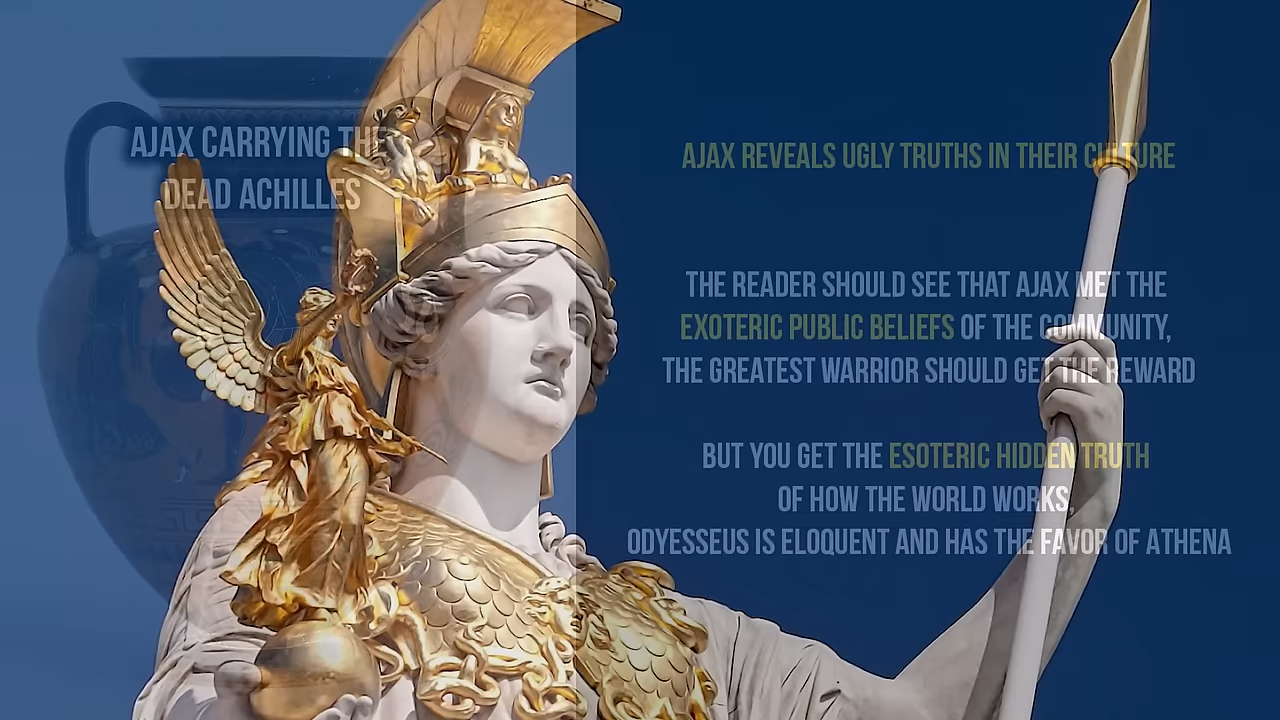 AJAX CARRYING THE
DEAD ACHILLES
AJAX REVEALS UGLY TRUTHS IN THEIR CULTURE
THE READER SHOULD SEE THAT AJAX MET THE
EXOTERIC PUBLIC BELIEFS OF THE COMMUNITY,
THE GREATEST WARRIOR SHOULD GET THE REWARD
BUT YOU GET THE ESOTERIC HIDDEN TRUTH
OF HOW THE WORLD WORKS,
ODYESSEUS IS ELOQUENT AND HAS THE FAVOR OF ATHENA